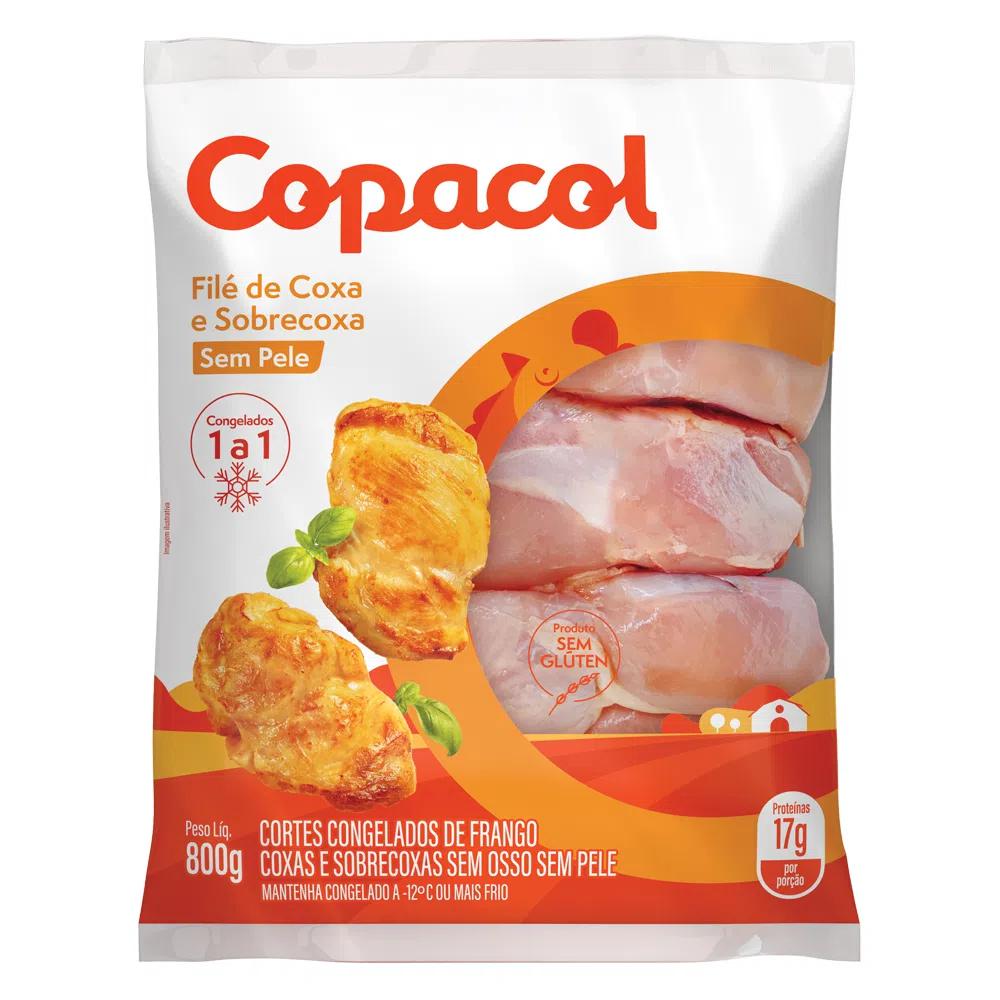 Copacol
Filé de Coxa
e Sobrecoxa
Sem Pele
Congelados
1 a 1
Imagem ilustrativa
Produto
SEM
GLÚTEN
Peso Líq.
800g
CORTES CONGELADOS DE FRANGO
COXAS E SOBRECOXAS SEM OSSO SEM PELE
MANTENHA CONGELADO A -12°C OU MAIS FRIO
Proteínas
17g
por
porção